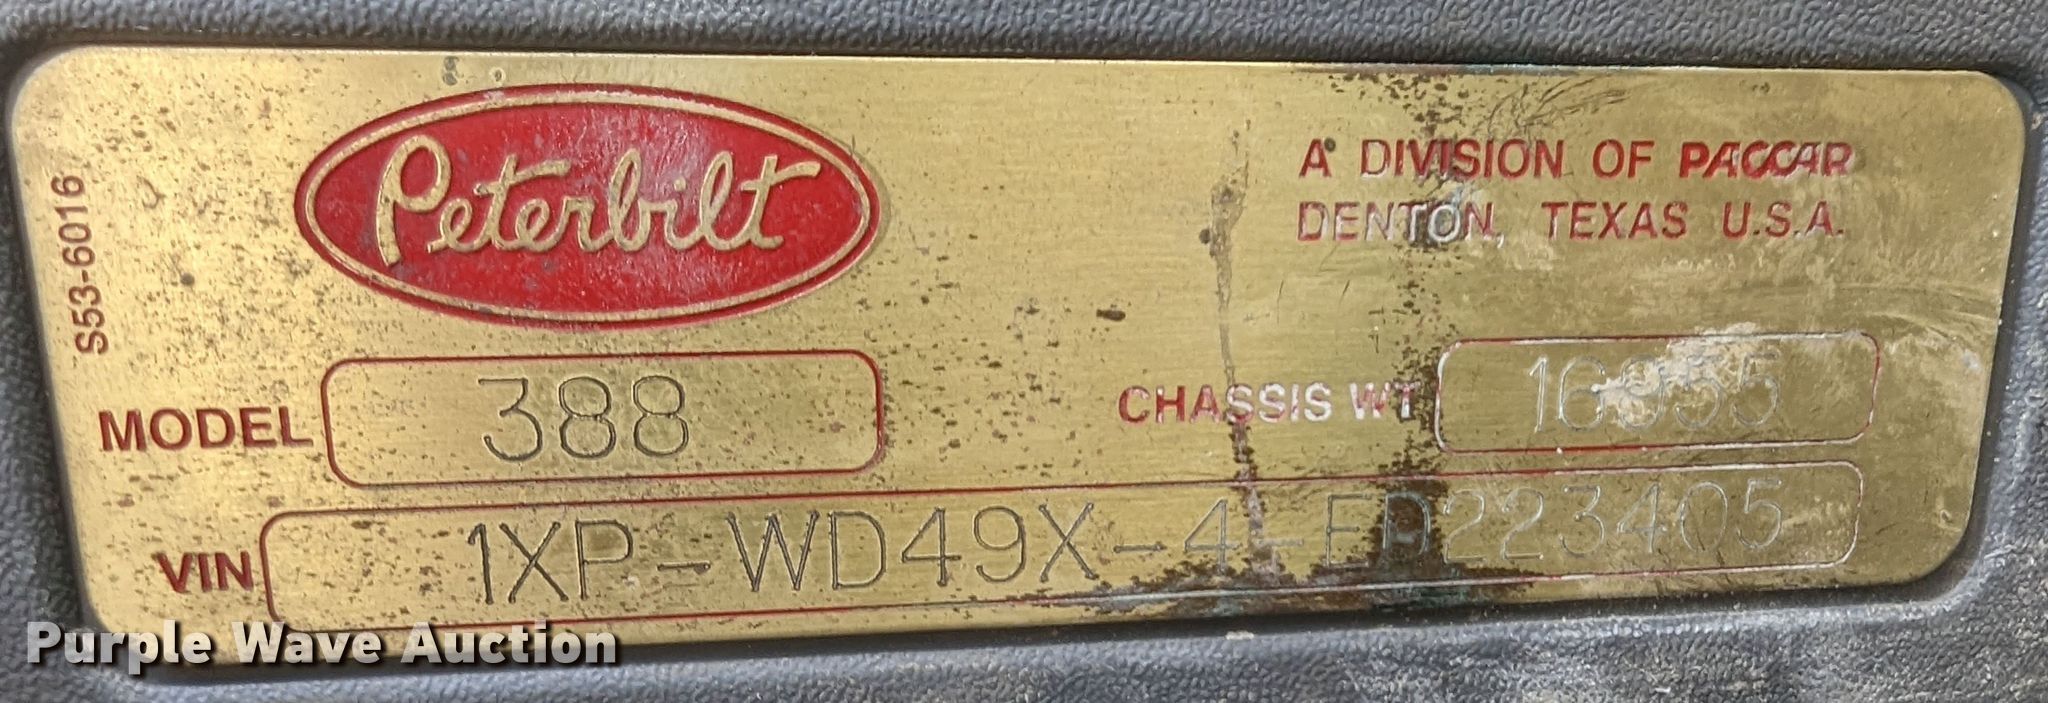 S53-6016
Peterbilt
A DIVISION OF PACCAR
DENTON, TEXAS U.S.A.
MODEL 388
CHASSIS WT
VIN 1XP-WD49X-4-ED223405
Purple Wave Auction